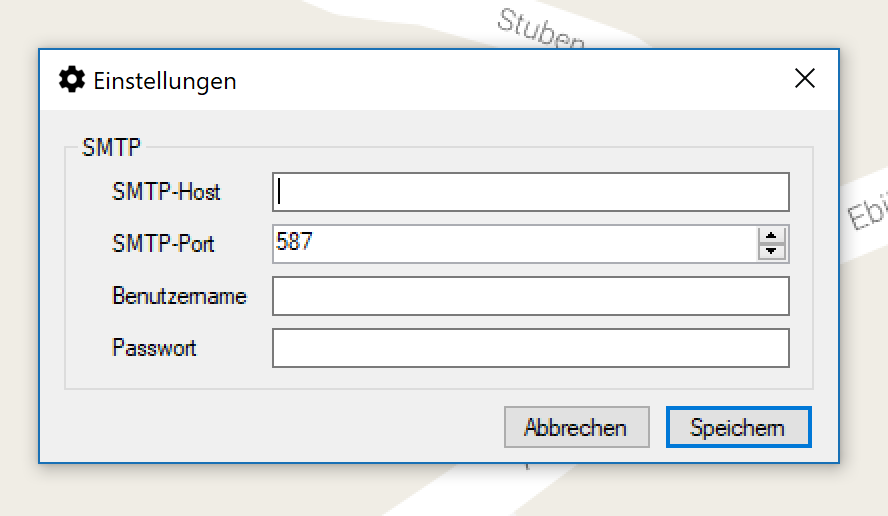 Stuben
Einstellungen
SMTP
SMTP-Host
SMTP-Port 587
Benutzername
Passwort
Abbrechen Speichern